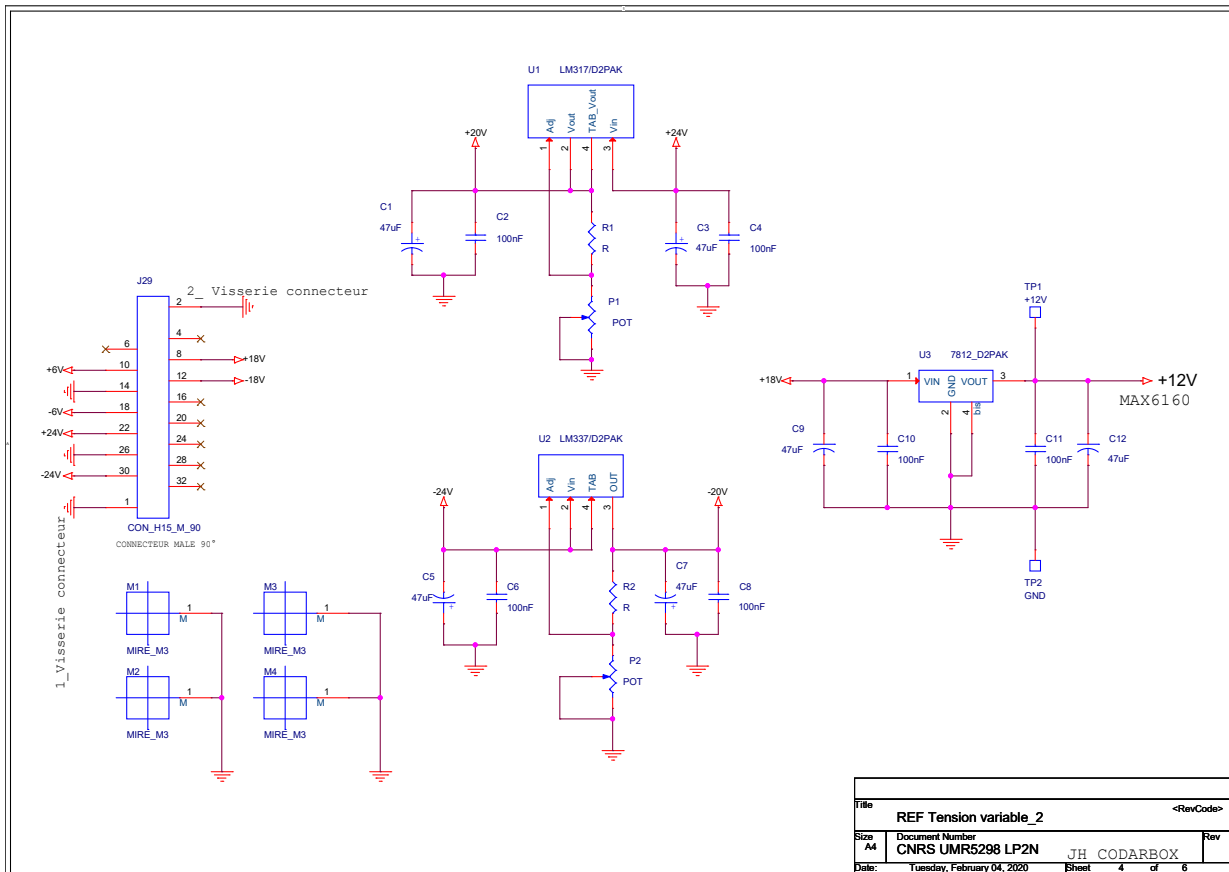 U1 LM317/D2PAK
Adj
Vout
TAB_Vout
Vin
1
2
4
3
+20V
+24V
C1
47uF
+
C2
100nF
R1
R
C3
47uF
+
C4
100nF
P1
POT
J29
2_ Visserie connecteur
2
4
6
8
+18V
+6V
10
12
-18V
14
16
-6V
18
20
+24V
22
24
26
28
-24V
30
32
1
CON_H15_M_90
CONNECTEUR MALE 90°
1_Visserie connecteur
TP1
+12V
U3 7812_D2PAK
+18V
1
VIN
GND
VOUT
3
2
4
bis
+12V
MAX6160
C9
47uF
C10
100nF
C11
100nF
C12
47uF
TP2
GND
U2 LM337/D2PAK
Adj
Vin
TAB
OUT
1
2
4
3
-24V
-20V
C5
47uF
+
C6
100nF
R2
R
C7
47uF
+
C8
100nF
P2
POT
M1
1
M
MIRE_M3
M3
1
M
MIRE_M3
M2
1
M
MIRE_M3
M4
1
M
MIRE_M3
Title
REF Tension variable_2
<RevCode>
Size
A4
Document Number
CNRS UMR5298 LP2N
JH CODARBOX
Rev
Date: Tuesday, February 04, 2020
Sheet 4 of 6